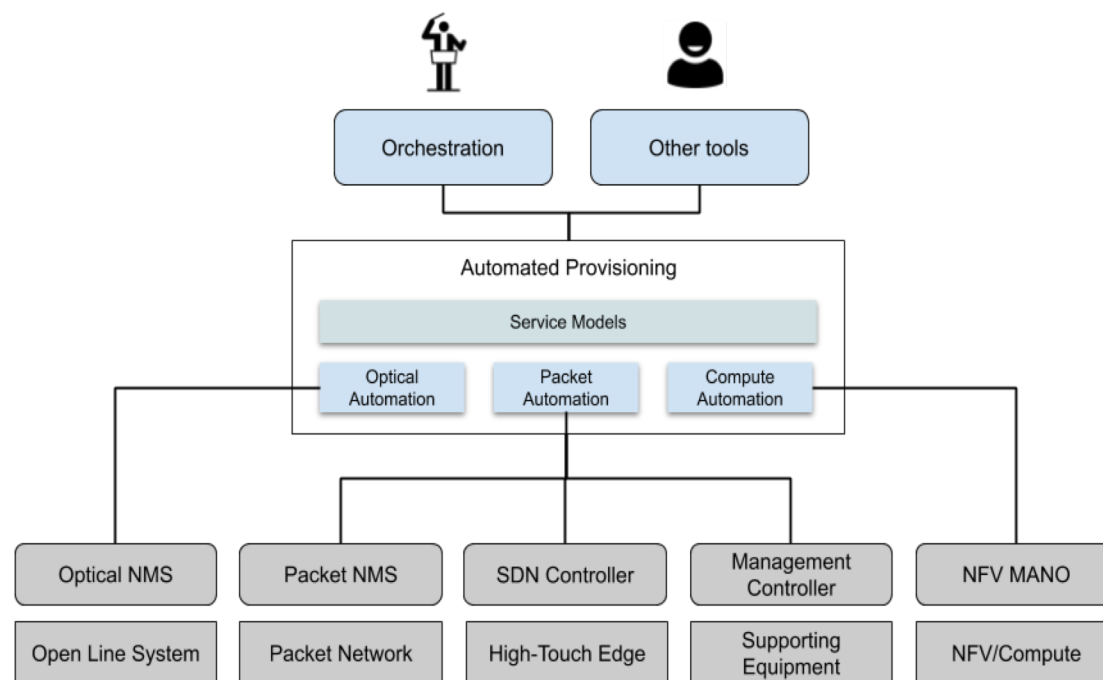 Orchestration
Other tools
Automated Provisioning
Service Models
Optical
Automation
Packet
Automation
Compute
Automation
Optical NMS
Packet NMS
SDN Controller
Management
Controller
NFV MANO
Open Line System
Packet Network
High-Touch Edge
Supporting
Equipment
NFV/Compute